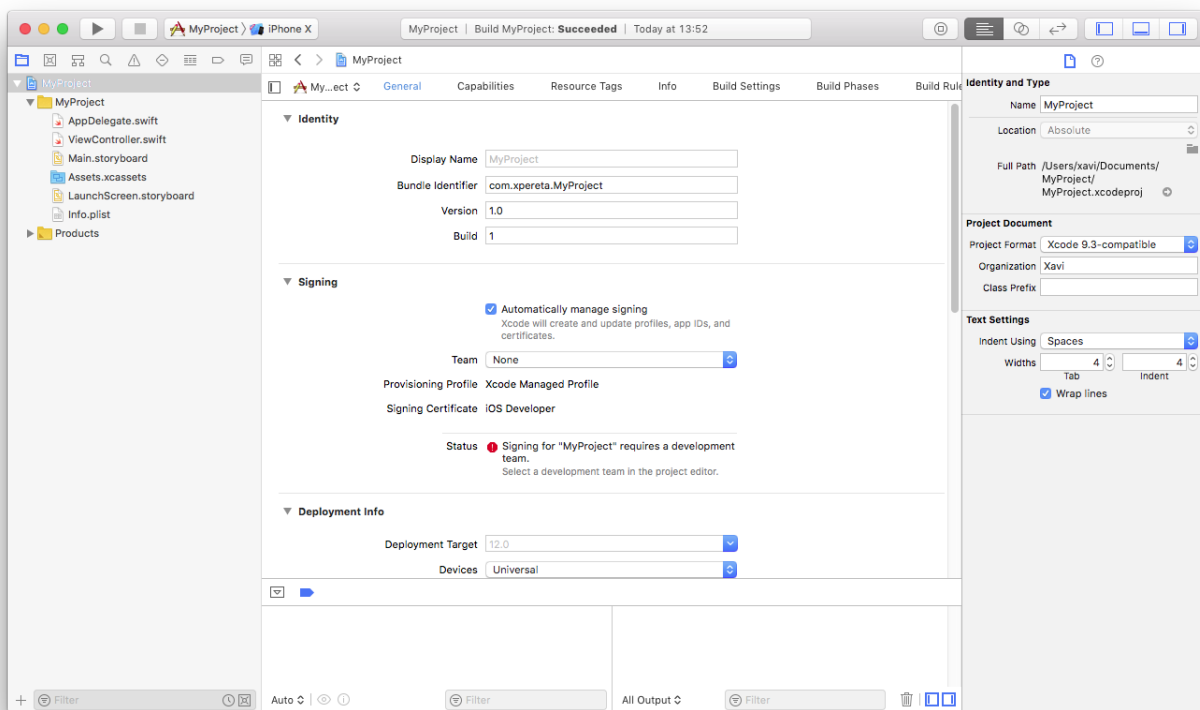 MyProject
iPhone X
MyProject | Build MyProject: Succeeded | Today at 13:52
MyProject
MyProject
MyProject
AppDelegate.swift
ViewController.swift
Main.storyboard
Assets.xcassets
LaunchScreen.storyboard
Info.plist
Products
Filter
My...ect
General
Capabilities
Resource Tags
Info
Build Settings
Build Phases
Build Rule
Identity
Display Name MyProject
Bundle Identifier com.xpereta.MyProject
Version 1.0
Build 1
Signing
Automatically manage signing
Xcode will create and update profiles, app IDs, and
certificates.
Team None
Provisioning Profile Xcode Managed Profile
Signing Certificate iOS Developer
Status Signing for "MyProject" requires a development
team.
Select a development team in the project editor.
Deployment Info
Deployment Target 12.0
Devices Universal
Auto
Filter
All Output
Filter
Identity and Type
Name MyProject
Location Absolute
Full Path /Users/xavi/Documents/
MyProject/
MyProject.xcodeproj
Project Document
Project Format Xcode 9.3-compatible
Organization Xavi
Class Prefix
Text Settings
Indent Using Spaces
Widths 4 4
Tab Indent
Wrap lines